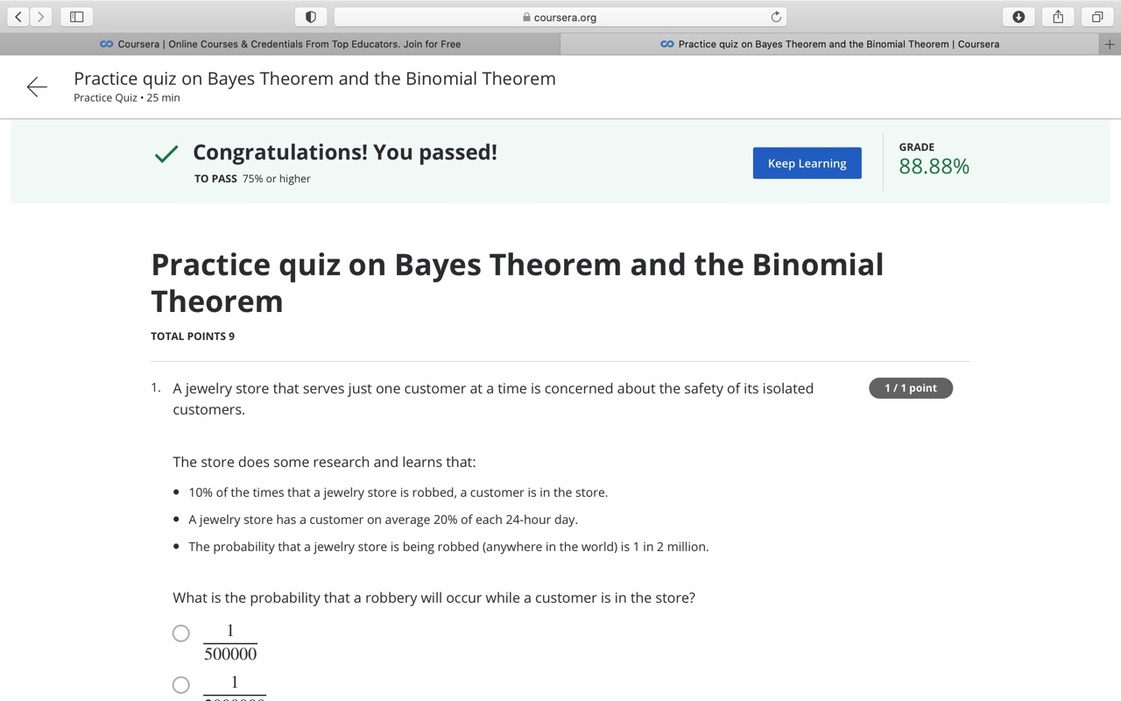 coursera.org
Coursera | Online Courses & Credentials From Top Educators. Join for Free
Practice quiz on Bayes Theorem and the Binomial Theorem | Coursera
Practice quiz on Bayes Theorem and the Binomial Theorem
Practice Quiz • 25 min
Congratulations! You passed!
TO PASS 75% or higher
Keep Learning
GRADE
88.88%
Practice quiz on Bayes Theorem and the Binomial
Theorem
TOTAL POINTS 9
1. A jewelry store that serves just one customer at a time is concerned about the safety of its isolated
customers.
1 / 1 point
The store does some research and learns that:
• 10% of the times that a jewelry store is robbed, a customer is in the store.
• A jewelry store has a customer on average 20% of each 24-hour day.
• The probability that a jewelry store is being robbed (anywhere in the world) is 1 in 2 million.
What is the probability that a robbery will occur while a customer is in the store?
1
500000
1